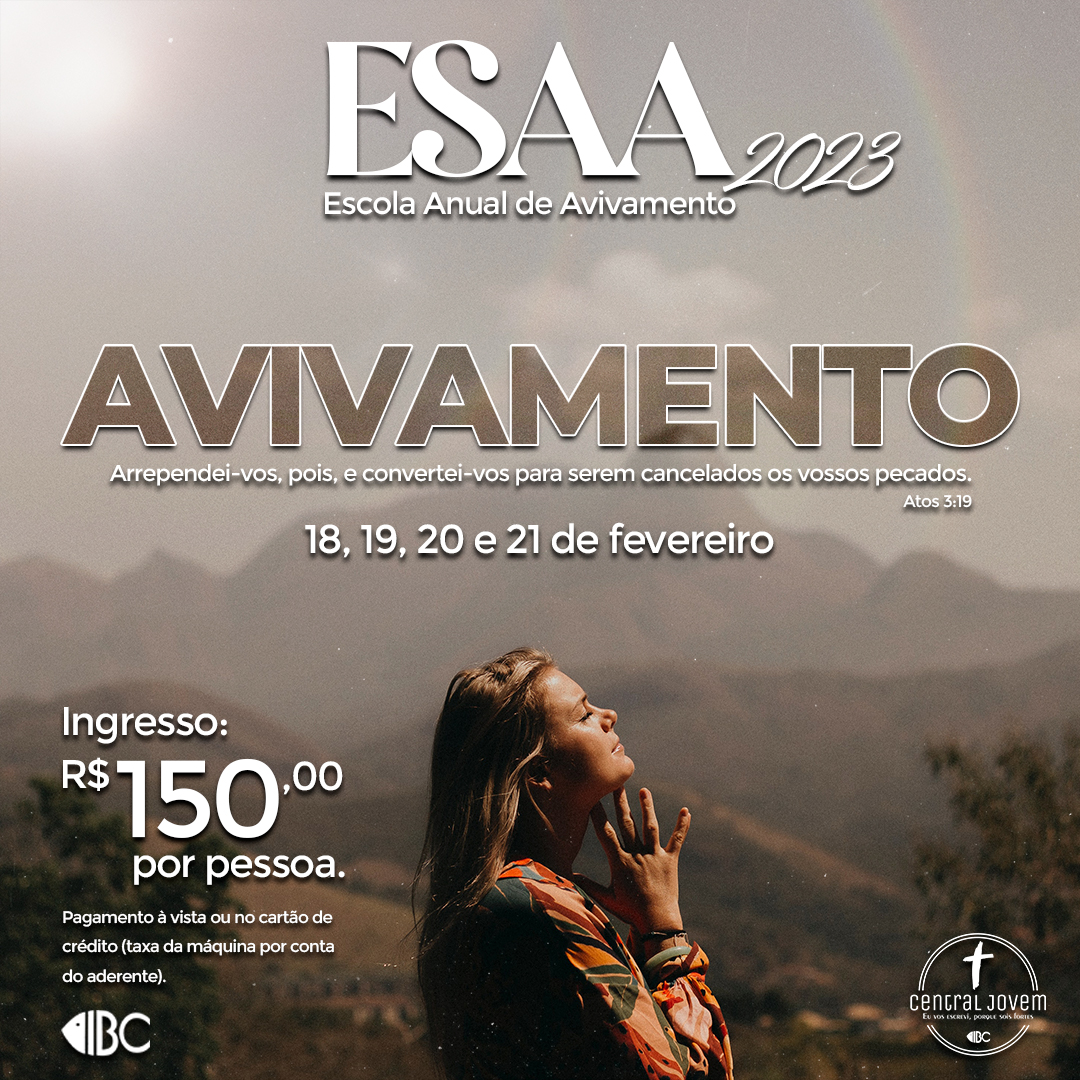 ESAA 2023
Escola Anual de Avivamento
AVIVAMENTO
Arrependei-vos, pois, e convertei-vos para serem cancelados os vossos pecados.
Atos 3:19
18, 19, 20 e 21 de fevereiro
Ingresso:
R$150,00
por pessoa.
Pagamento à vista ou no cartão de
crédito (taxa da máquina por conta
do aderente).
IBC
CENTRAL JOVEM
Eu vos escrevi, porque sois fortes
IBC